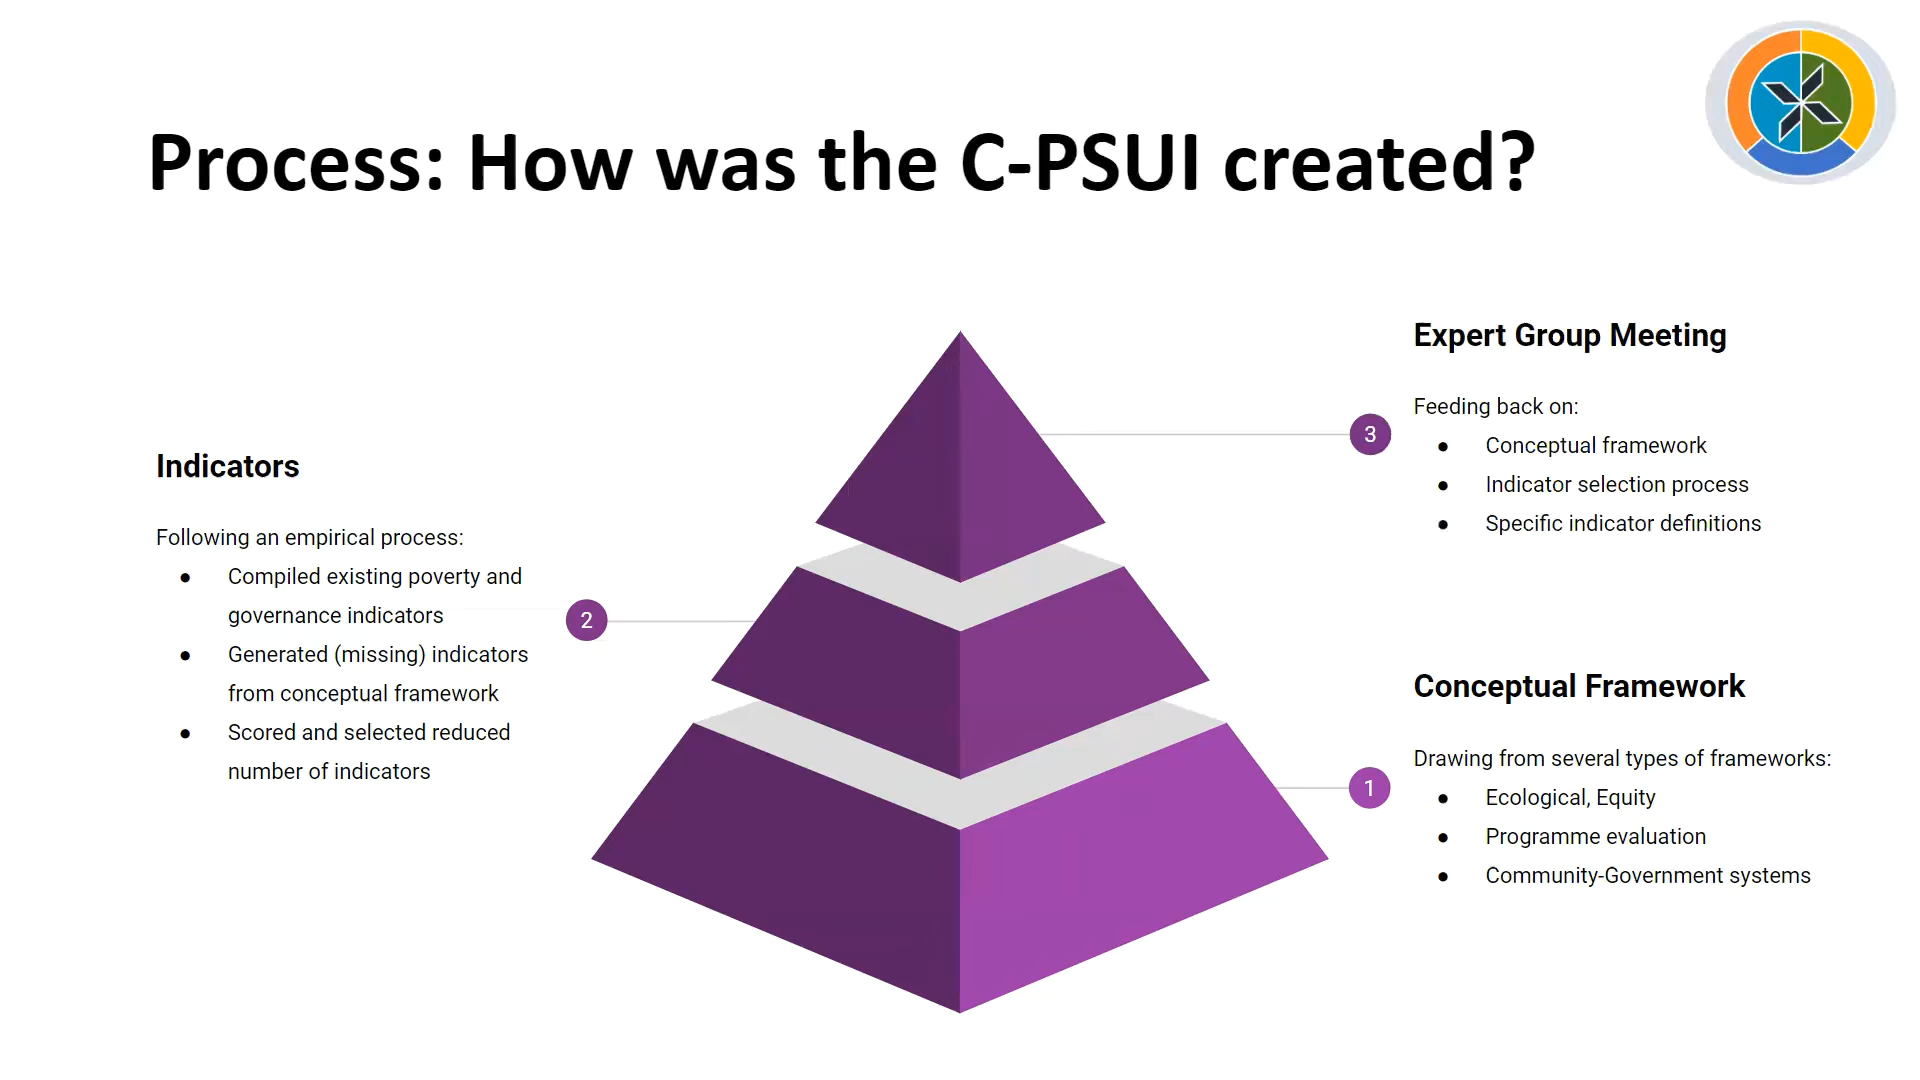 Process: How was the C-PSUI created?
Indicators
Following an empirical process:
● Compiled existing poverty and
governance indicators
● Generated (missing) indicators
from conceptual framework
● Scored and selected reduced
number of indicators
2
3
Expert Group Meeting
Feeding back on:
● Conceptual framework
● Indicator selection process
● Specific indicator definitions
1
Conceptual Framework
Drawing from several types of frameworks:
● Ecological, Equity
● Programme evaluation
● Community-Government systems